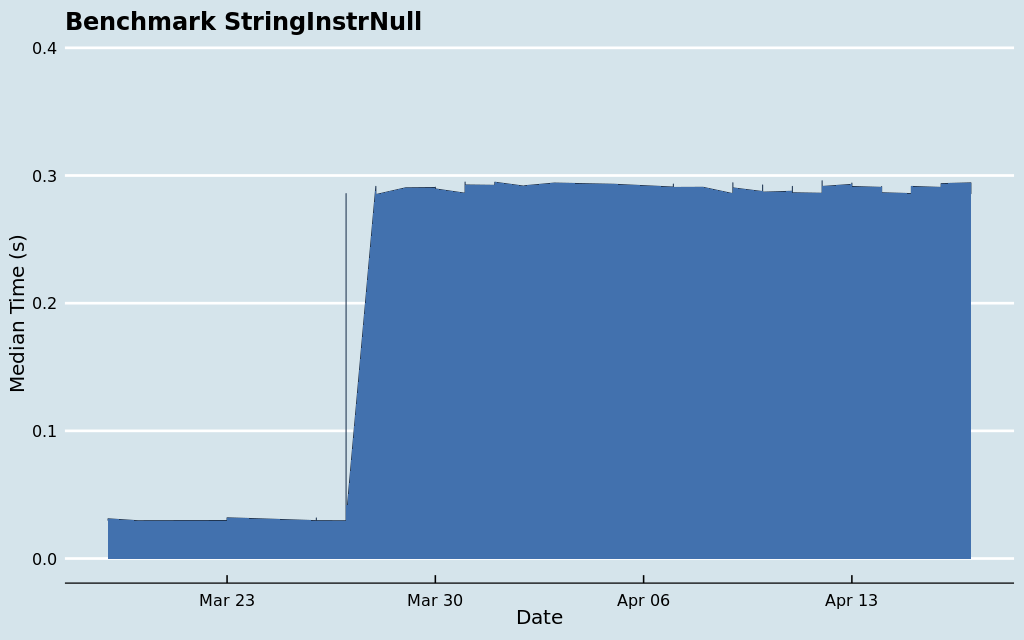 Benchmark StringInstrNull
0.4
0.3
0.2
0.1
0.0
Median Time (s)
Mar 23
Mar 30
Apr 06
Apr 13
Date